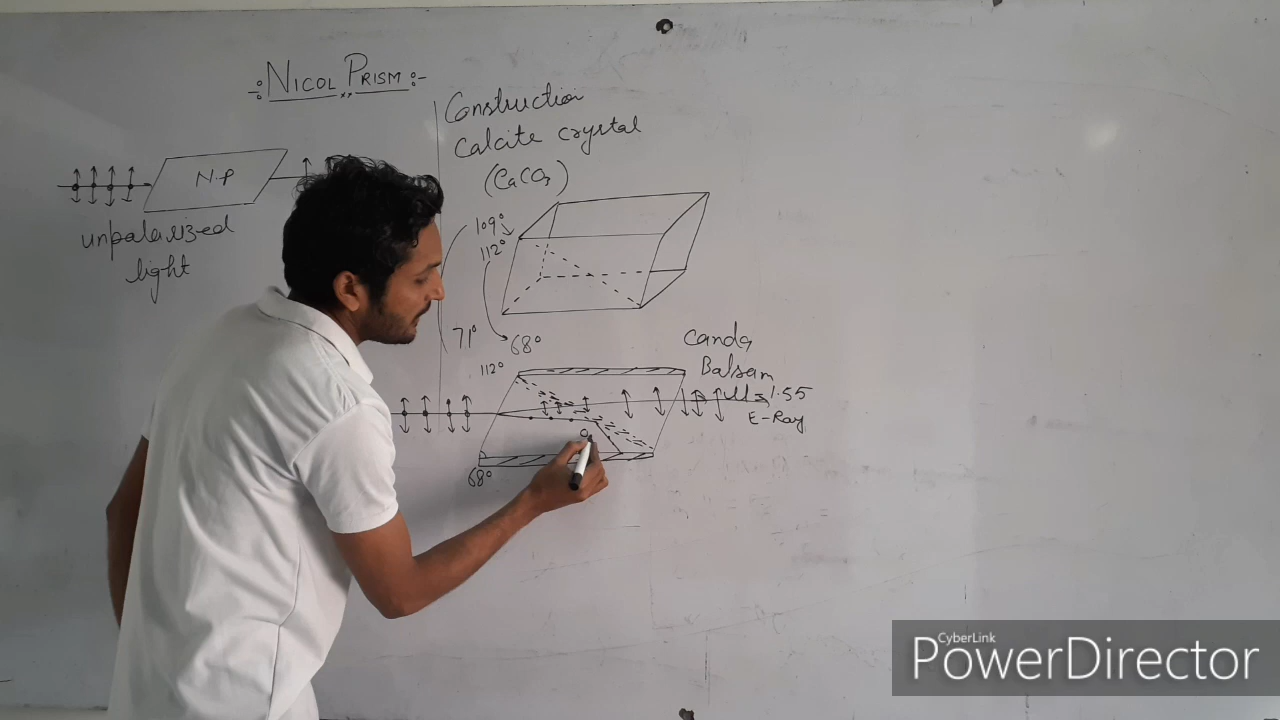 -: NICOL PRISM :-
N.P
unpolarized
light
Construction
Calcite crystal
(CaCO3)
109°
112°
71°
68°
112°
68°
Canda
Balsam
μ = 1.55
E-Ray
O
CyberLink
PowerDirector